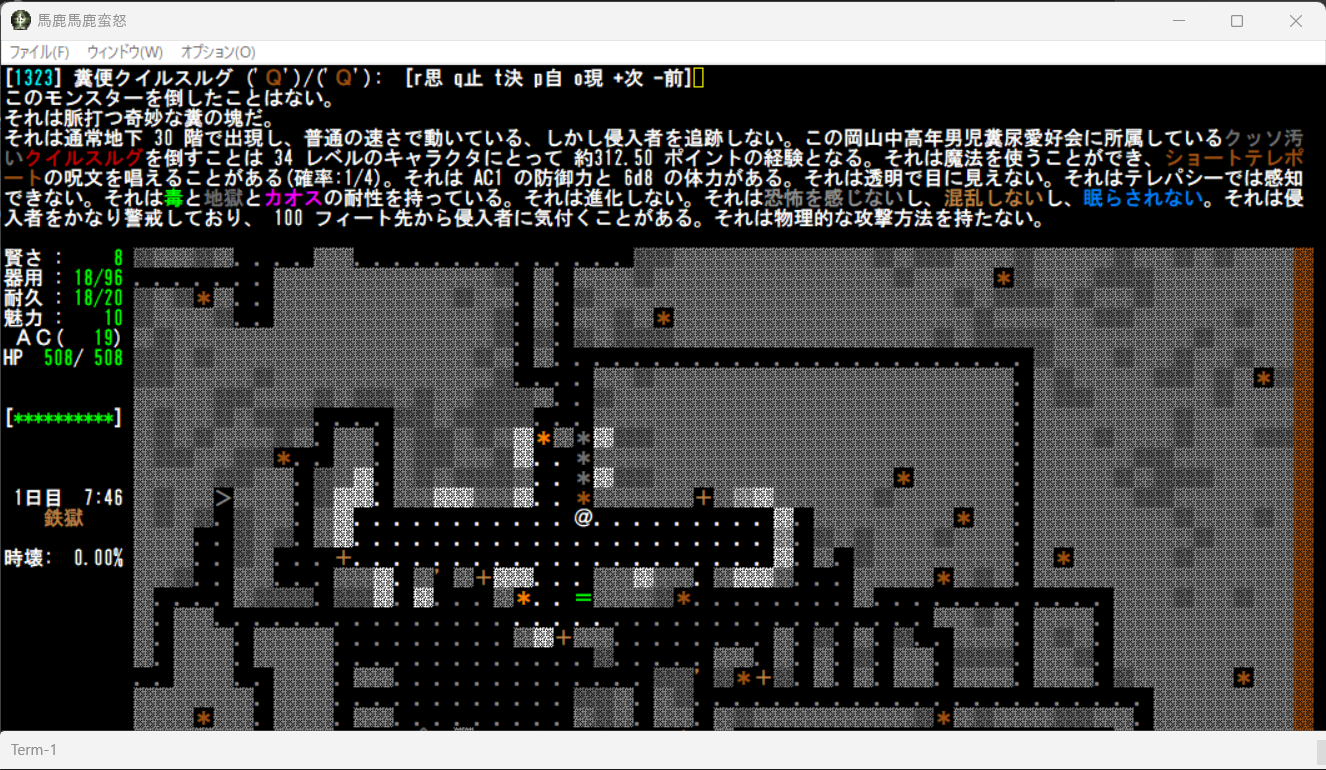 馬鹿馬鹿蛮怒
ファイル(F) ウィンドウ(W) オプション(O)
[1323] 糞便クイルスルグ ('Q')/('Q'): [r思 q止 t決 p自 o現 +次 -前]
このモンスターを倒したことはない。
それは脈打つ奇妙な糞の塊だ。
それは通常地下 30 階で出現し、普通の速さで動いている、しかし侵入者を追跡しない。この岡山中高年男児糞尿愛好会に所属しているクッソ汚
いクイルスルグを倒すことは 34 レベルのキャラクタにとって 約312.50 ポイントの経験となる。それは魔法を使うことができ、ショートテレポ
ートの呪文を唱えることがある(確率:1/4)。それは AC1 の防御力と 6d8 の体力がある。それは透明で目に見えない。それはテレパシーでは感知
できない。それは毒と地獄とカオスの耐性を持っている。それは進化しない。それは恐怖を感じないし、混乱しないし、眠らされない。それは侵
入者をかなり警戒しており、 100 フィート先から侵入者に気付くことがある。それは物理的な攻撃方法を持たない。
賢さ : 8
器用 : 18/96
耐久 : 18/20
魅力 : 10
AC( 19)
HP 508/ 508
[**********]
1日目 7:46
鉄獄
時壊: 0.00%
Term-1